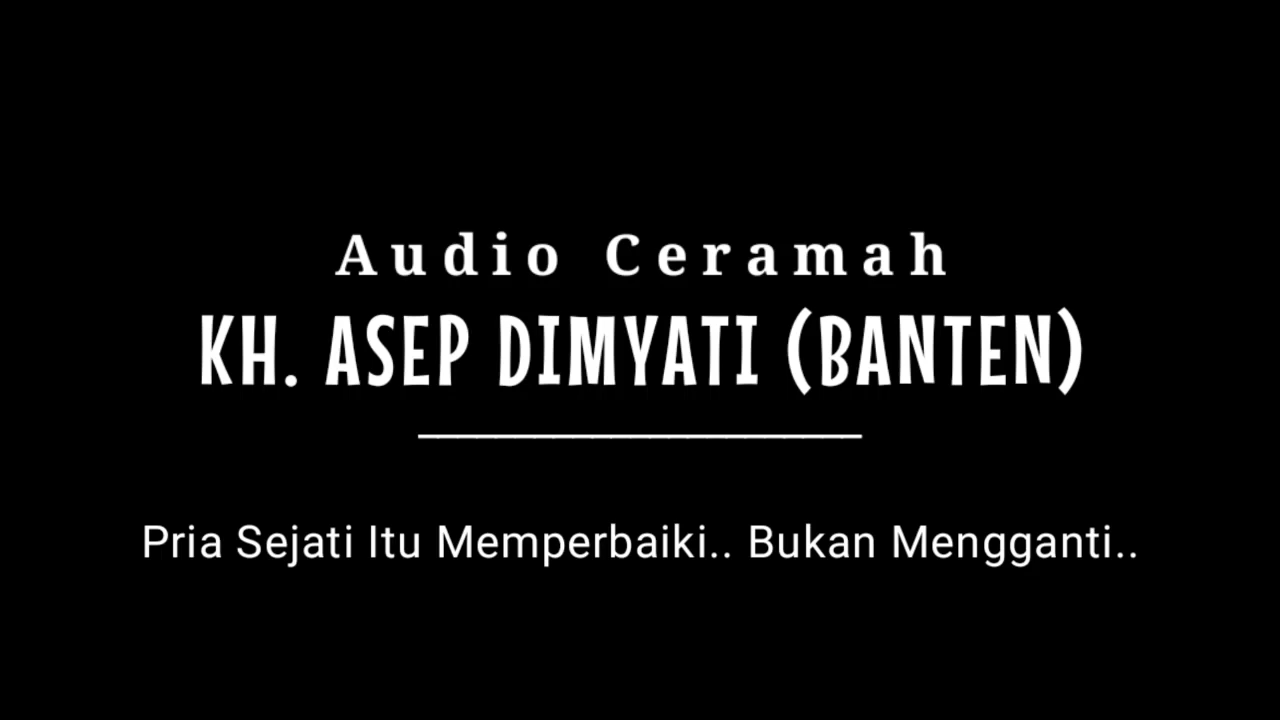 Audio Ceramah
KH. ASEP DIMYATI (BANTEN)
Pria Sejati Itu Memperbaiki.. Bukan Mengganti..